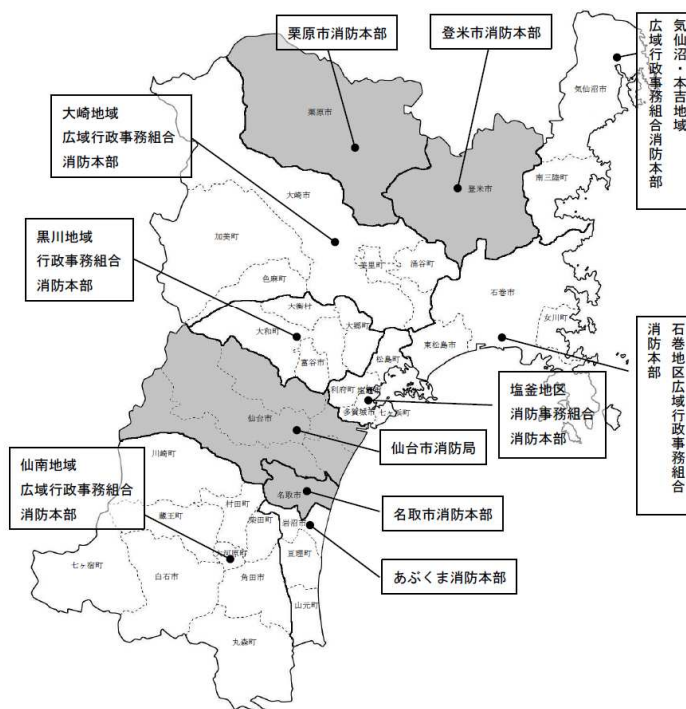 栗原市消防本部
登米市消防本部
気仙沼・本吉地域
広域行政事務組合消防本部
大崎地域
広域行政事務組合
消防本部
黒川地域
行政事務組合
消防本部
石巻地区広域行政事務組合
消防本部
塩釜地区
消防事務組合
消防本部
仙台市消防局
仙南地域
広域行政事務組合
消防本部
名取市消防本部
あぶくま消防本部
気仙沼市
栗原市
南三陸町
登米市
大崎市
加美町
美里町
涌谷町
色麻町
石巻市
女川町
大衡村
大和町
大郷町
東松島市
松島町
富谷市
利府町
多賀城市
七ヶ浜町
仙台市
川崎町
名取市
村田町
柴田町
岩沼市
蔵王町
大河原町
亘理町
七ヶ宿町
白石市
角田市
山元町
丸森町